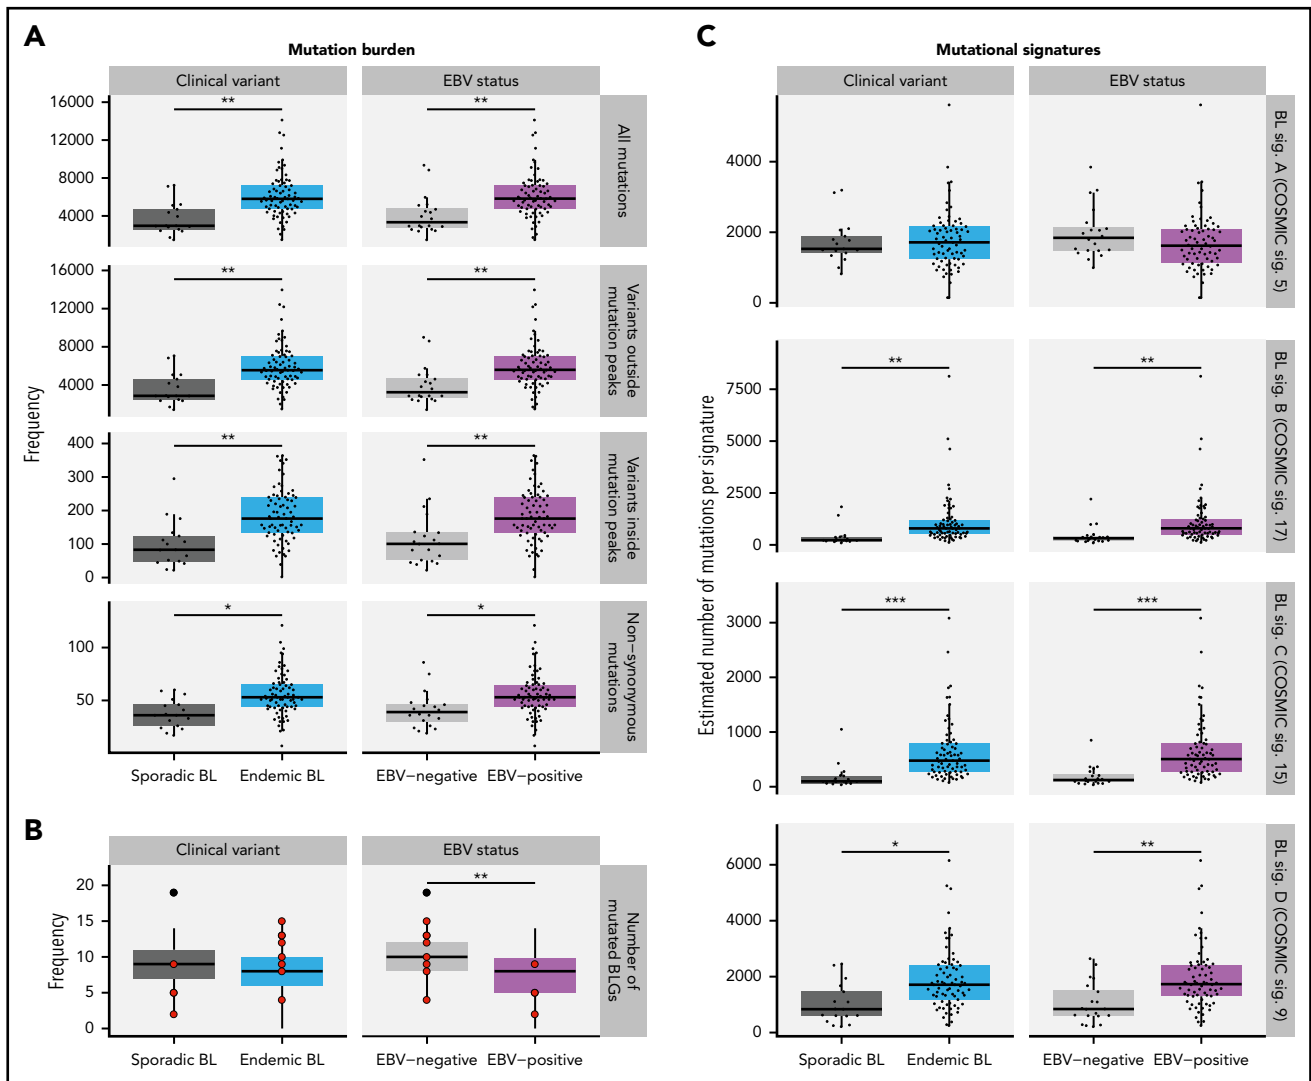 A
Mutation burden
Clinical variant
EBV status
16000
12000
8000
4000
**
**
All mutations
16000
12000
8000
4000
**
**
Variants outside
mutation peaks
Frequency
400
300
200
100
0
**
**
Variants inside
mutation peaks
100
50
*
*
Non−synonymous
mutations
Sporadic BL
Endemic BL
EBV−negative
EBV−positive
B
Clinical variant
EBV status
20
15
10
5
0
Frequency
**
Number of
mutated BLGs
Sporadic BL
Endemic BL
EBV−negative
EBV−positive
C
Mutational signatures
Clinical variant
EBV status
4000
2000
0
BL sig. A (COSMIC sig. 5)
Estimated number of mutations per signature
7500
5000
2500
0
**
**
BL sig. B (COSMIC sig. 17)
3000
2000
1000
0
***
***
BL sig. C (COSMIC sig. 15)
6000
4000
2000
0
*
**
BL sig. D (COSMIC sig. 9)
Sporadic BL
Endemic BL
EBV−negative
EBV−positive